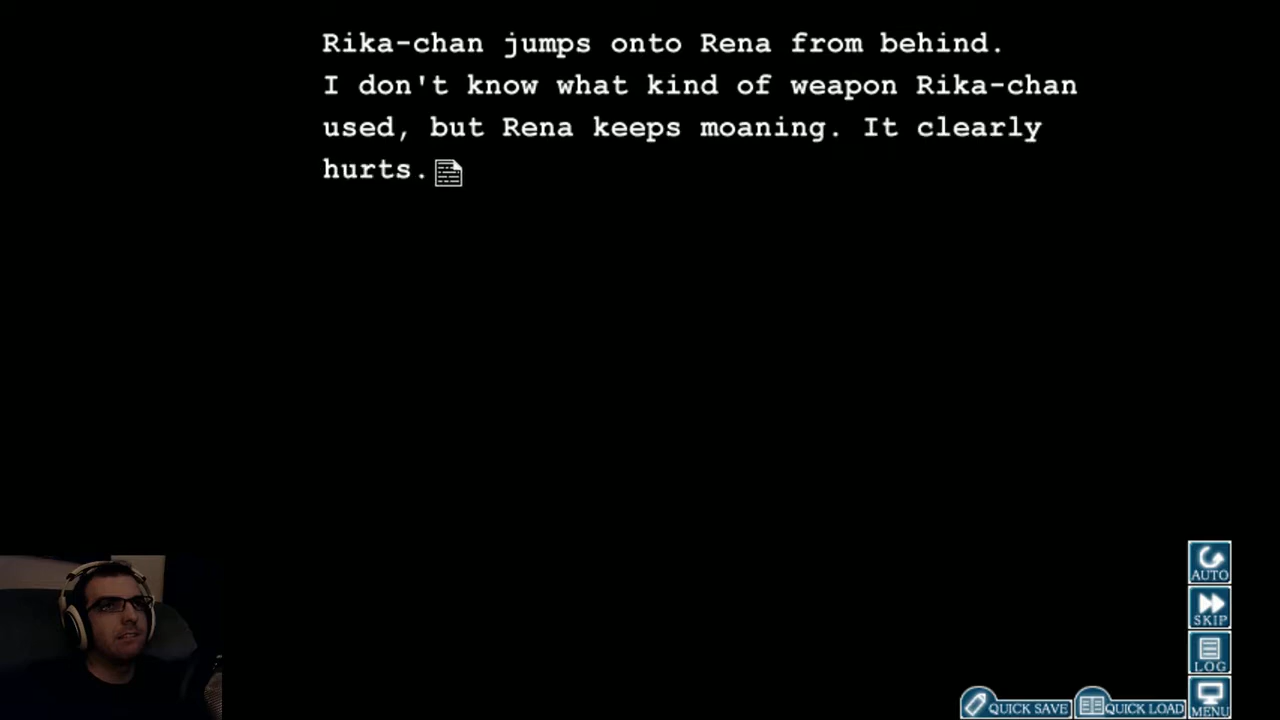 Rika-chan jumps onto Rena from behind.
I don't know what kind of weapon Rika-chan
used, but Rena keeps moaning. It clearly
hurts.
AUTO
SKIP
LOG
QUICK SAVE
QUICK LOAD
MENU